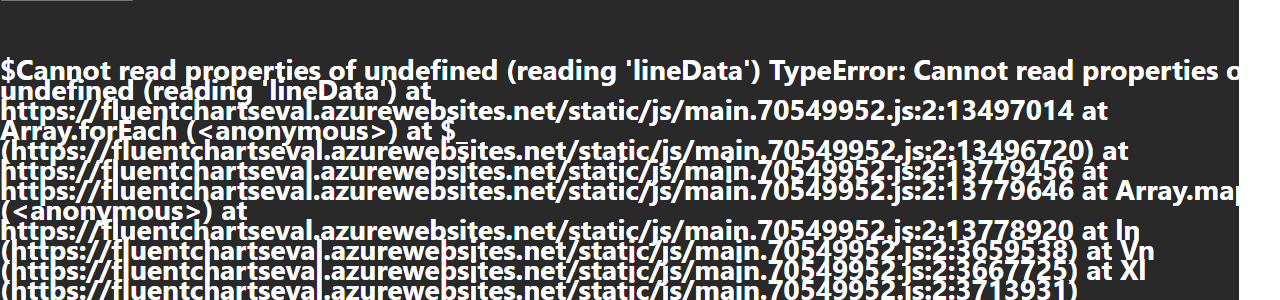 $Cannot read properties of undefined (reading 'lineData') TypeError: Cannot read properties o
undefined (reading 'lineData') at
https://fluentchartseval.azurewebsites.net/static/js/main.70549952.js:2:13497014 at
Array.forEach (<anonymous>) at $_
(https://fluentchartseval.azurewebsites.net/static/js/main.70549952.js:2:13496720) at
https://fluentchartseval.azurewebsites.net/static/js/main.70549952.js:2:13779456 at
https://fluentchartseval.azurewebsites.net/static/js/main.70549952.js:2:13779646 at Array.map
(<anonymous>) at
https://fluentchartseval.azurewebsites.net/static/js/main.70549952.js:2:13778920 at ln
(https://fluentchartseval.azurewebsites.net/static/js/main.70549952.js:2:3659538) at Vn
(https://fluentchartseval.azurewebsites.net/static/js/main.70549952.js:2:3667725) at Xl
(https://fluentchartseval.azurewebsites.net/static/js/main.70549952.js:2:3713931)